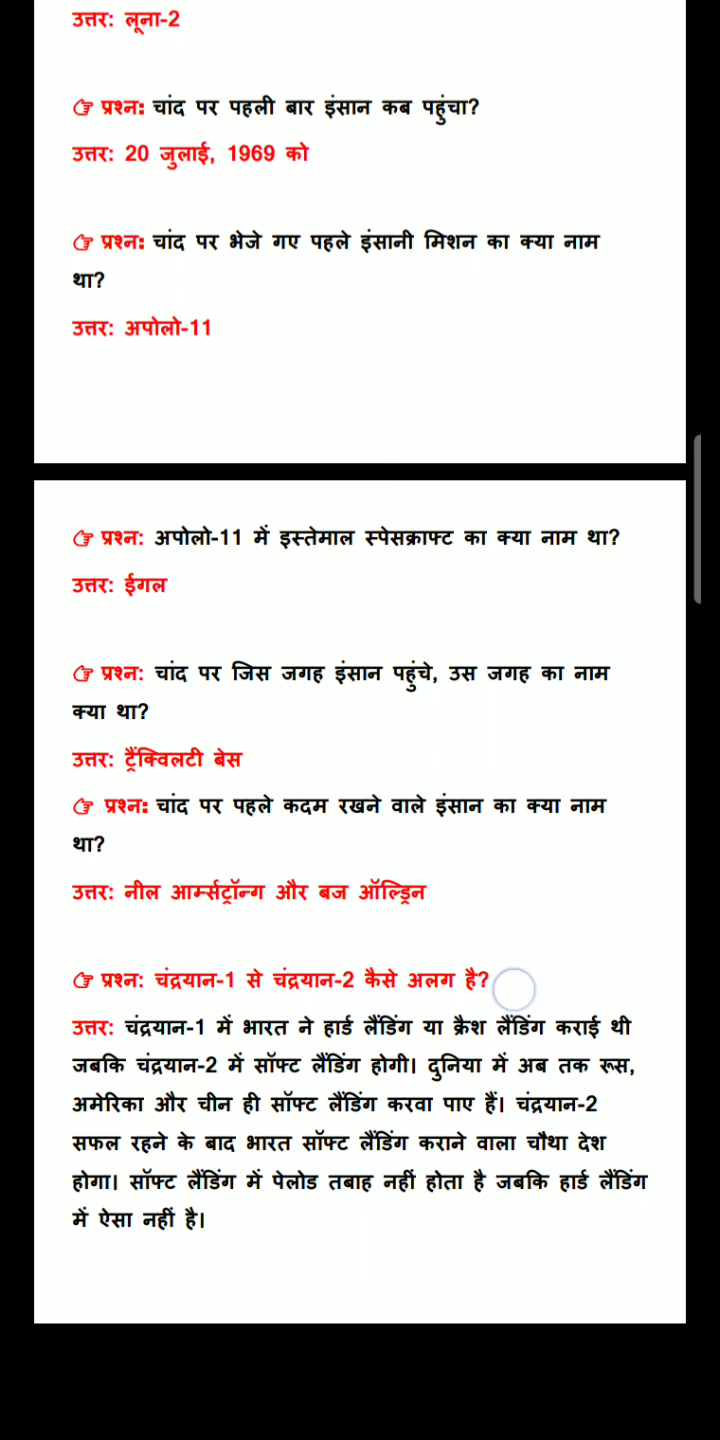 उत्तर: लूना-2
👉 प्रश्न: चांद पर पहली बार इंसान कब पहुंचा?
उत्तर: 20 जुलाई, 1969 को
👉 प्रश्न: चांद पर भेजे गए पहले इंसानी मिशन का क्या नाम
था?
उत्तर: अपोलो-11
👉 प्रश्न: अपोलो-11 में इस्तेमाल स्पेसक्राफ्ट का क्या नाम था?
उत्तर: ईगल
👉 प्रश्न: चांद पर जिस जगह इंसान पहुंचे, उस जगह का नाम
क्या था?
उत्तर: ट्रैंक्विलटी बेस
👉 प्रश्न: चांद पर पहले कदम रखने वाले इंसान का क्या नाम
था?
उत्तर: नील आर्म्सट्रॉन्ग और बज ऑल्ड्रिन
👉 प्रश्न: चंद्रयान-1 से चंद्रयान-2 कैसे अलग है?
उत्तर: चंद्रयान-1 में भारत ने हार्ड लैंडिंग या क्रैश लैंडिंग कराई थी
जबकि चंद्रयान-2 में सॉफ्ट लैंडिंग होगी। दुनिया में अब तक रूस,
अमेरिका और चीन ही सॉफ्ट लैंडिंग करवा पाए हैं। चंद्रयान-2
सफल रहने के बाद भारत सॉफ्ट लैंडिंग कराने वाला चौथा देश
होगा। सॉफ्ट लैंडिंग में पेलोड तबाह नहीं होता है जबकि हार्ड लैंडिंग
में ऐसा नहीं है।